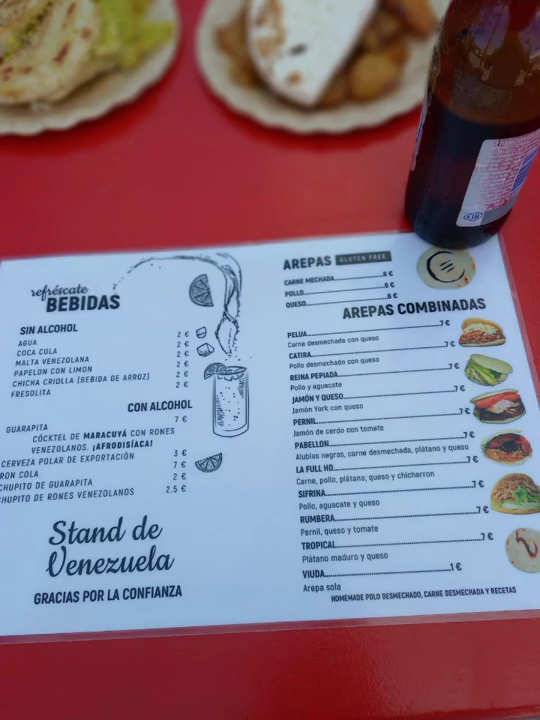 refréscate
BEBIDAS
SIN ALCOHOL
AGUA 2 €
COCA COLA 2 €
MALTA VENEZOLANA 2 €
PAPELON CON LIMON 2 €
CHICHA CRIOLLA (BEBIDA DE ARROZ) 2 €
FRESOLITA 2 €
CON ALCOHOL
GUARAPITA 7 €
CÓCKTEL DE MARACUYÁ CON RONES
VENEZOLANOS. ¡AFRODISÍACA!
CERVEZA POLAR DE EXPORTACIÓN 3 €
RON COLA 7 €
CHUPITO DE GUARAPITA 2 €
CHUPITO DE RONES VENEZOLANOS 2.5 €
Stand de
Venezuela
GRACIAS POR LA CONFIANZA
AREPAS GLUTEN FREE
CARNE MECHADA 6 €
POLLO 6 €
QUESO 6 €
AREPAS COMBINADAS
PELUA 7 €
Carne desmechada con queso
CATIRA 7 €
Pollo desmechado con queso
REINA PEPIADA 7 €
Pollo y aguacate
JAMÓN Y QUESO 7 €
Jamón York con queso
PERNIL 7 €
Jamón de cerdo con tomate
PABELLON 7 €
Alubias negras, carne desmechada, plátano y queso
LA FULL HD 7 €
Carne, pollo, plátano, queso y chicharron
SIFRINA 7 €
Pollo, aguacate y queso
RUMBERA 7 €
Pernil, queso y tomate
TROPICAL 7 €
Plátano maduro y queso
VIUDA 1 €
Arepa sola
HOMEMADE POLO DESMECHADO, CARNE DESMECHADA Y RECETAS